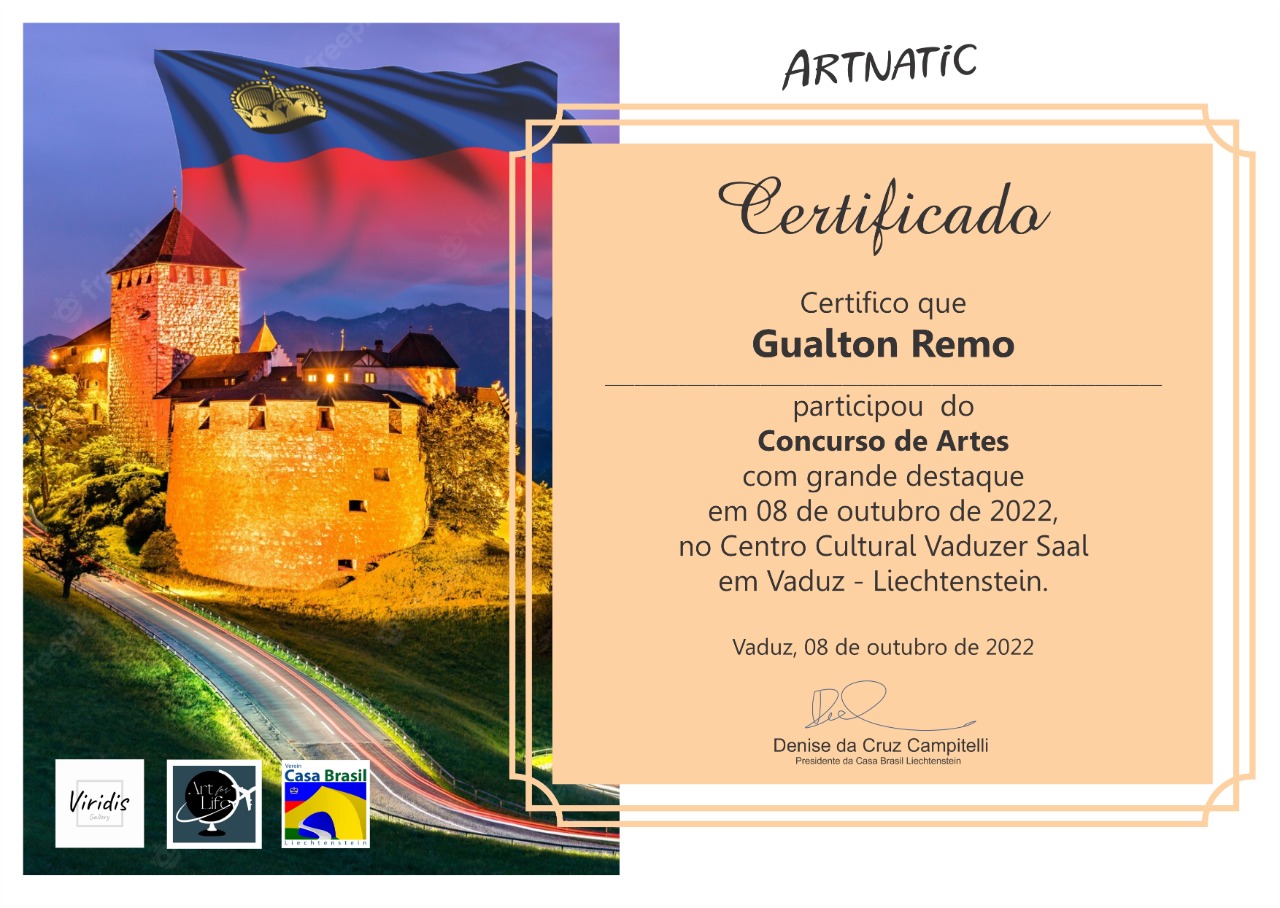 ARTNATIC
Certificado
Certifico que
Gualton Remo
participou do
Concurso de Artes
com grande destaque
em 08 de outubro de 2022,
no Centro Cultural Vaduzer Saal
em Vaduz - Liechtenstein.
Vaduz, 08 de outubro de 2022
Denise da Cruz Campitelli
Presidente da Casa Brasil Liechtenstein
Viridis
Gallery
Art for
Life
Verein
Casa Brasil
Liechtenstein